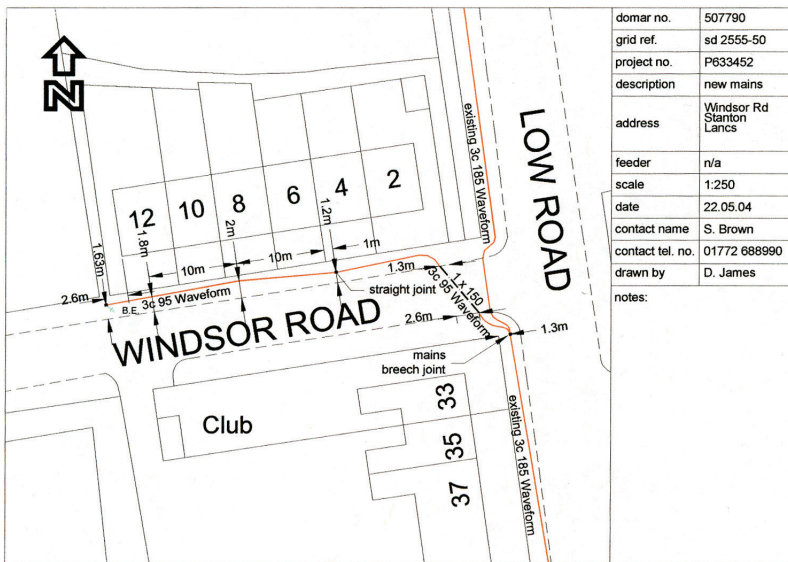 N
existing 3c 185 Waveform
LOW ROAD
12
10
8
6
4
2
1.63m
1.8m
2m
1.2m
10m
10m
1m
2.6m
B.E.
3c 95 Waveform
1.3m
straight joint
1 x 150
3c 95 Waveform
2.6m
1.3m
WINDSOR ROAD
mains
breech joint
Club
33
35
37
existing 3c 185 Waveform
domar no. 507790
grid ref. sd 2555-50
project no. P633452
description new mains
address Windsor Rd
Stanton
Lancs
feeder n/a
scale 1:250
date 22.05.04
contact name S. Brown
contact tel. no. 01772 688990
drawn by D. James
notes: